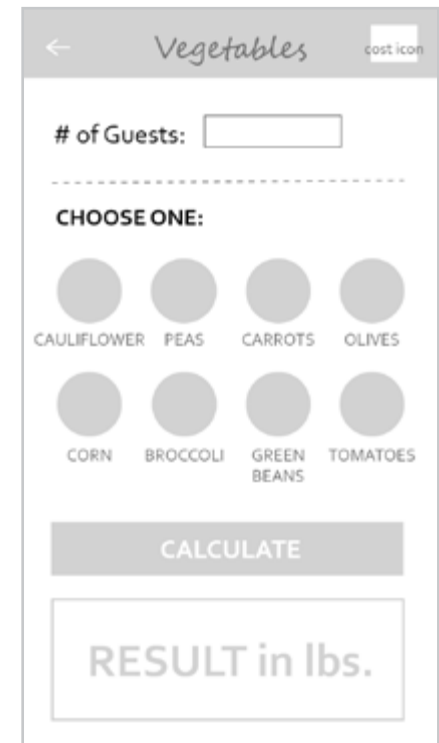 Vegetables
cost icon
# of Guests:
CHOOSE ONE:
CAULIFLOWER PEAS CARROTS OLIVES
CORN BROCCOLI GREEN BEANS TOMATOES
CALCULATE
RESULT in lbs.